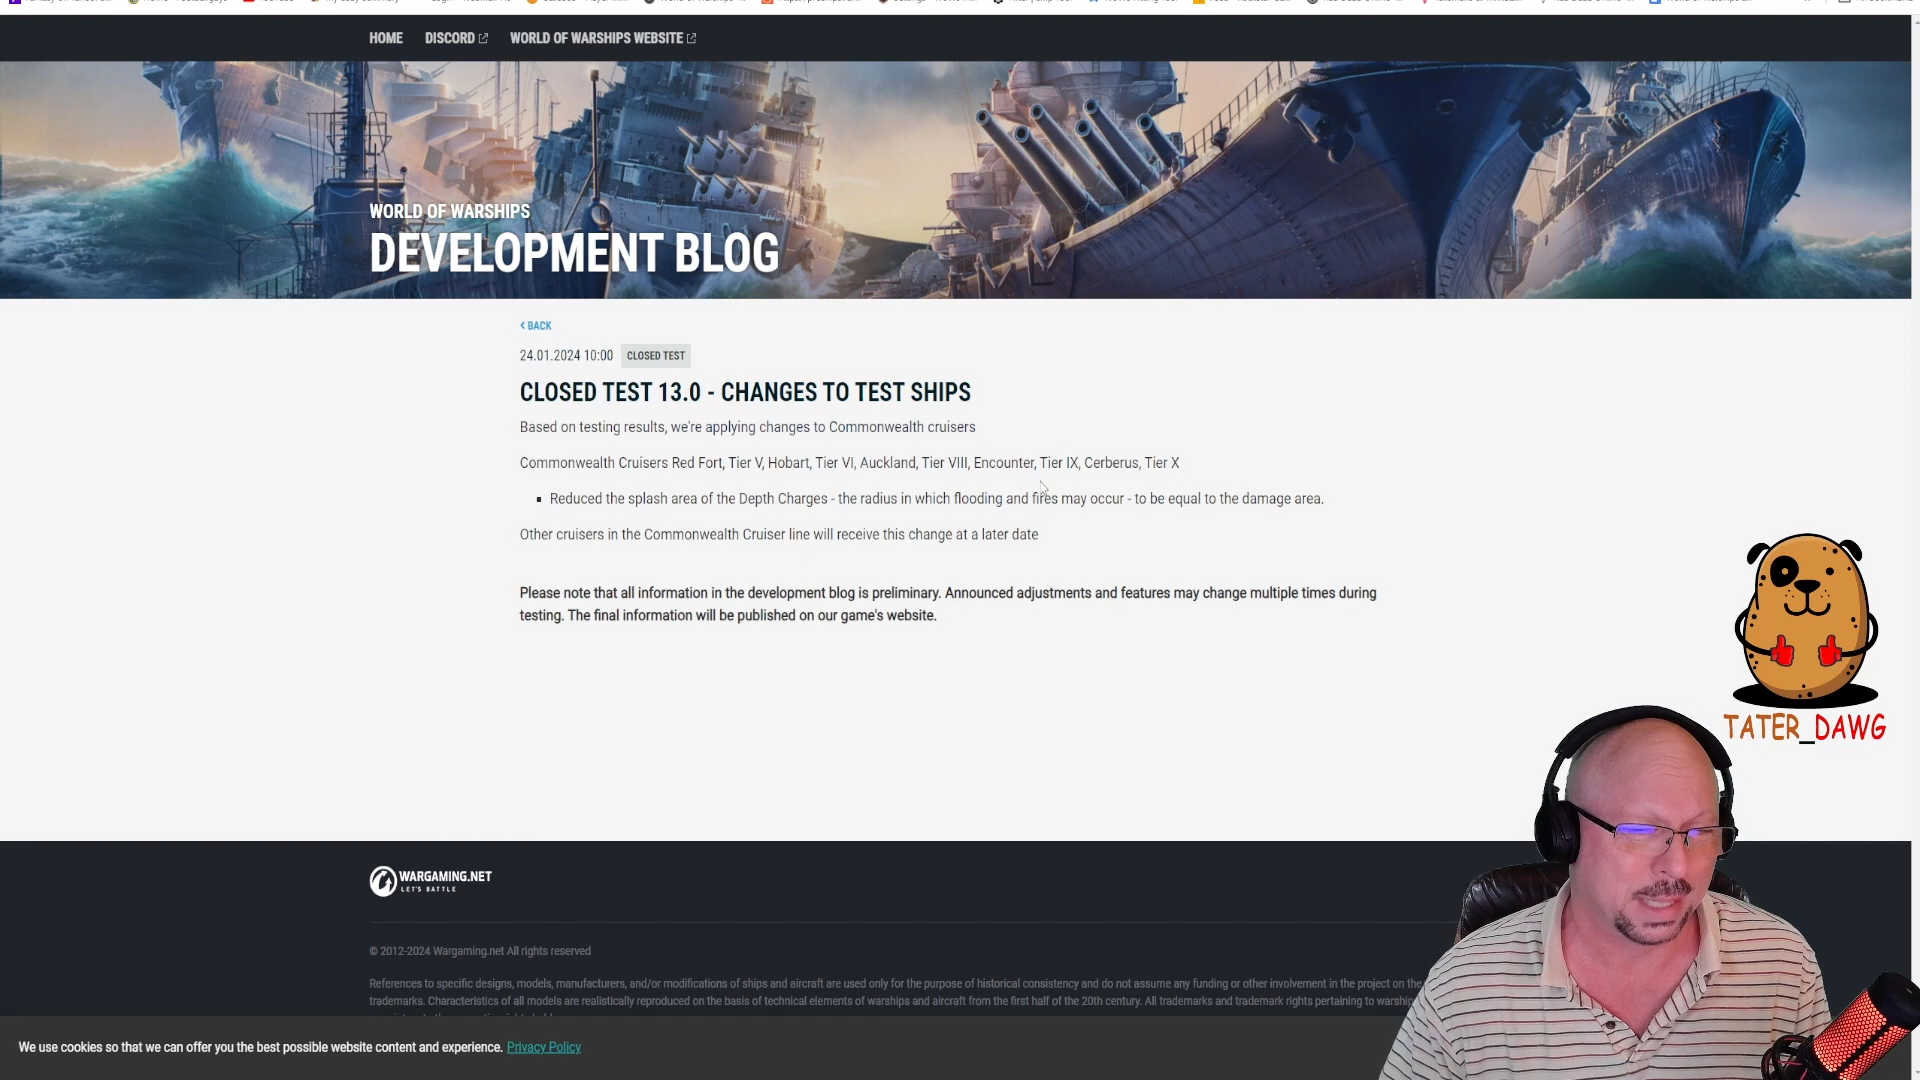 HOME DISCORD WORLD OF WARSHIPS WEBSITE
WORLD OF WARSHIPS
DEVELOPMENT BLOG
BACK
24.01.2024 10:00 CLOSED TEST
CLOSED TEST 13.0 - CHANGES TO TEST SHIPS
Based on testing results, we're applying changes to Commonwealth cruisers
Commonwealth Cruisers Red Fort, Tier V, Hobart, Tier VI, Auckland, Tier VIII, Encounter, Tier IX, Cerberus, Tier X
▪ Reduced the splash area of the Depth Charges - the radius in which flooding and fires may occur - to be equal to the damage area.
Other cruisers in the Commonwealth Cruiser line will receive this change at a later date
Please note that all information in the development blog is preliminary. Announced adjustments and features may change multiple times during
testing. The final information will be published on our game's website.
TATER_DAWG
WARGAMING.NET
LET'S BATTLE
© 2012-2024 Wargaming.net All rights reserved
References to specific designs, models, manufacturers, and/or modifications of ships and aircraft are used only for the purpose of historical consistency and do not assume any funding or other involvement in the project on the
trademarks. Characteristics of all models are realistically reproduced on the basis of technical elements of warships and aircraft from the first half of the 20th century. All trademarks and trademark rights pertaining to warship
We use cookies so that we can offer you the best possible website content and experience. Privacy Policy